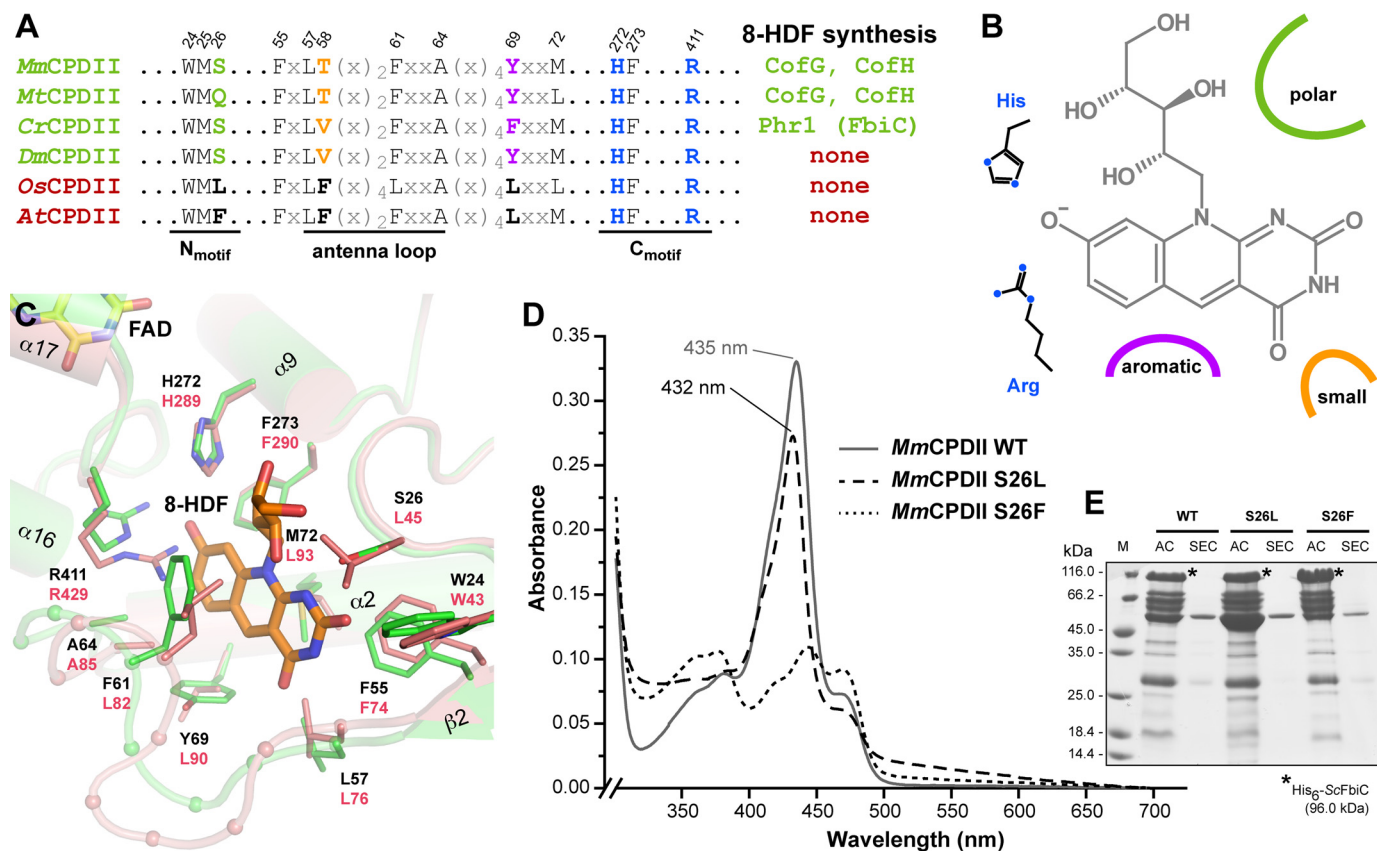 A
24 25 26 55 57 58 61 64 69 72 272 273 411
8-HDF synthesis
MmCPDII ...WMS...FxLT(x)2FxxA(x)4YxxM...HF...R... CofG, CofH
MtCPDII ...WMQ...FxLT(x)2FxxA(x)4YxxL...HF...R... CofG, CofH
CrCPDII ...WMS...FxLV(x)2FxxA(x)4FxxM...HF...R... Phr1 (FbiC)
DmCPDII ...WMS...FxLV(x)2FxxA(x)4YxxM...HF...R... none
OsCPDII ...WML...FxLF(x)4LxxA(x)4LxxL...HF...R... none
AtCPDII ...WMF...FxLF(x)2FxxA(x)4LxxM...HF...R... none
Nmotif antenna loop Cmotif
B
OH
His
HO
OH
polar
HO
O−
N
N
O
NH
O
Arg
aromatic
small
C
FAD
α17
α9
H272
H289
F273
F290
8-HDF
S26
L45
α16
M72
L93
R411
R429
α2
W24
W43
A64
A85
F61
L82
F55
F74
β2
Y69
L90
L57
L76
D
0.35
0.30
0.25
0.20
0.15
0.10
0.05
0.00
Absorbance
435 nm
432 nm
MmCPDII WT
MmCPDII S26L
MmCPDII S26F
350 400 450 500 550 600 650 700
Wavelength (nm)
E
WT S26L S26F
kDa M AC SEC AC SEC AC SEC
116.0 - * * *
66.2 -
45.0 -
35.0 -
25.0 -
18.4 -
14.4 -
* His6-ScFbiC
(96.0 kDa)